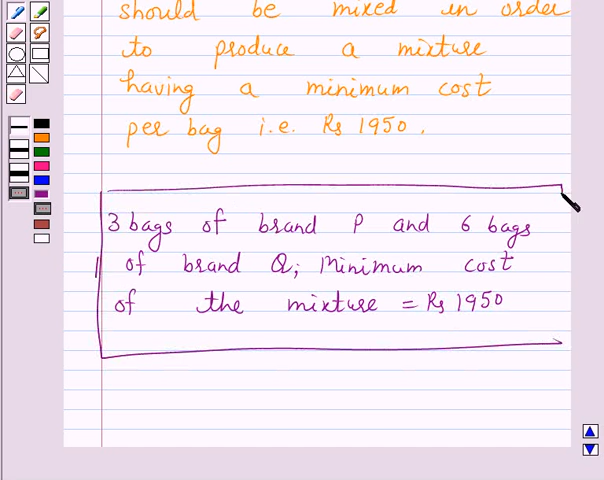 should be mixed in order
to produce a mixture
having a minimum cost
per bag i.e. Rs 1950.
3 bags of brand P and 6 bags
of brand Q; Minimum cost
of the mixture = Rs 1950